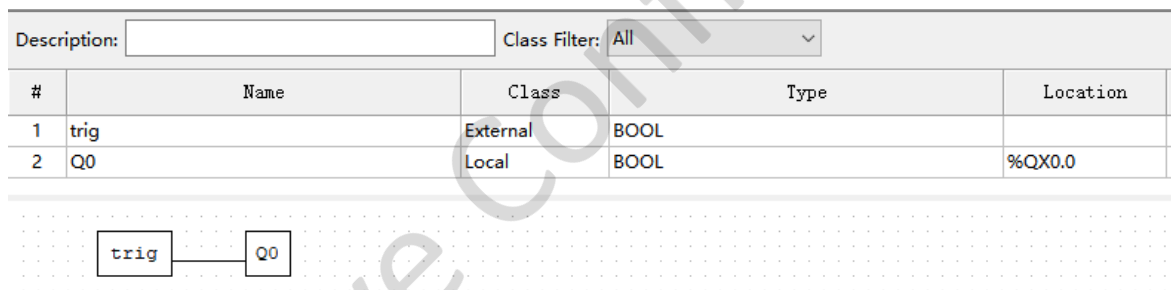 Description: Class Filter: All
# Name Class Type Location
1 trig External BOOL
2 Q0 Local BOOL %QX0.0
trig Q0